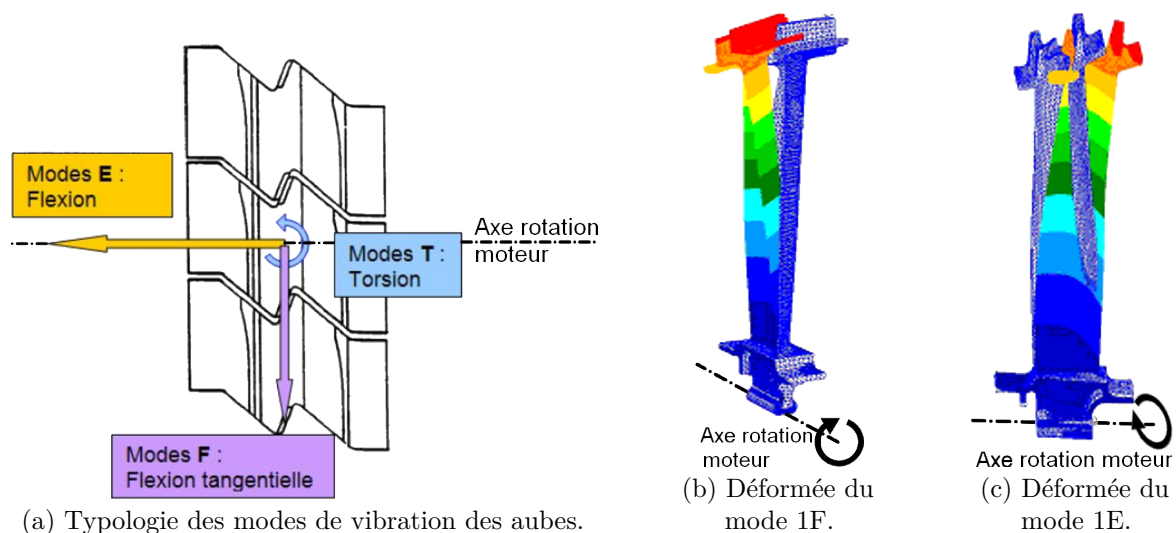 Modes E :
Flexion
Axe rotation
moteur
Modes T :
Torsion
Modes F :
Flexion tangentielle
(a) Typologie des modes de vibration des aubes.
Axe rotation
moteur
(b) Déformée du
mode 1F.
Axe rotation moteur
(c) Déformée du
mode 1E.